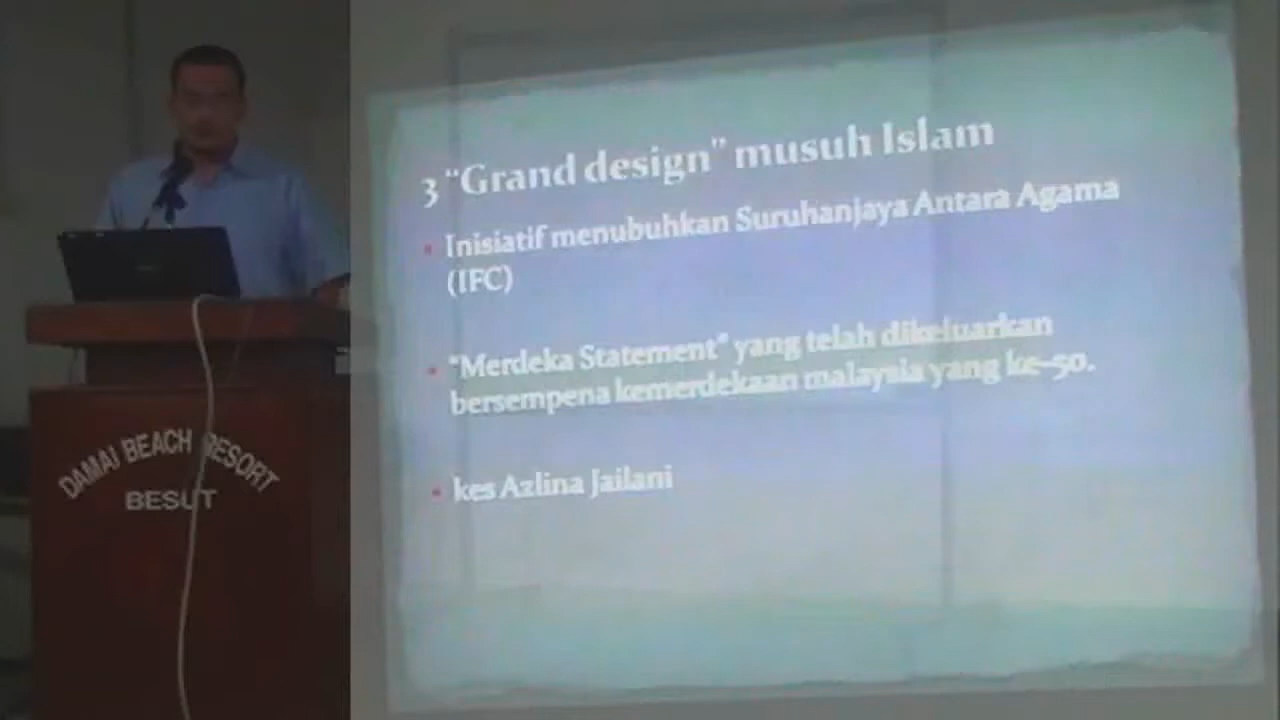 3 “Grand design” musuh Islam
Inisiatif menubuhkan Suruhanjaya Antara Agama
(IFC)
“Merdeka Statement” yang telah dikeluarkan
bersempena kemerdekaan malaysia yang ke-50.
kes Azlina Jailani
DAMAI BEACH RESORT
BESUT